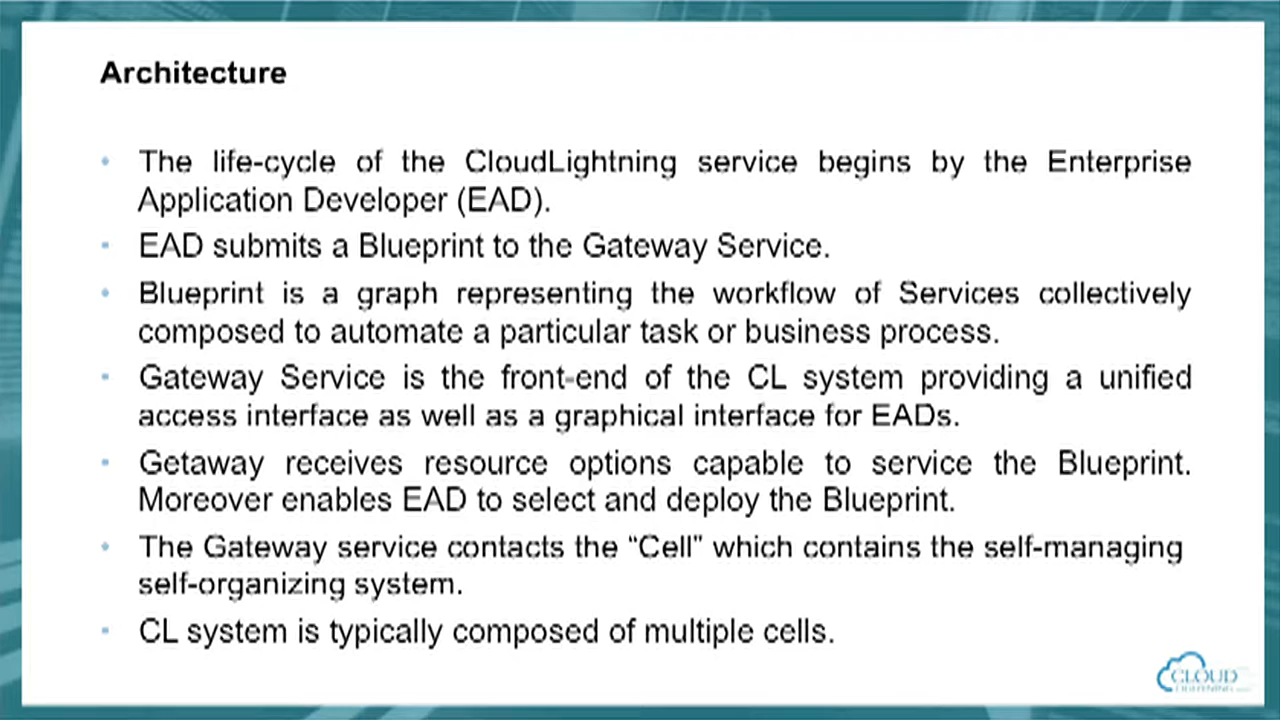 Architecture
• The life-cycle of the CloudLightning service begins by the Enterprise
Application Developer (EAD).
• EAD submits a Blueprint to the Gateway Service.
• Blueprint is a graph representing the workflow of Services collectively
composed to automate a particular task or business process.
• Gateway Service is the front-end of the CL system providing a unified
access interface as well as a graphical interface for EADs.
• Getaway receives resource options capable to service the Blueprint.
Moreover enables EAD to select and deploy the Blueprint.
• The Gateway service contacts the “Cell” which contains the self-managing
self-organizing system.
• CL system is typically composed of multiple cells.
CLOUD
LIGHTNING